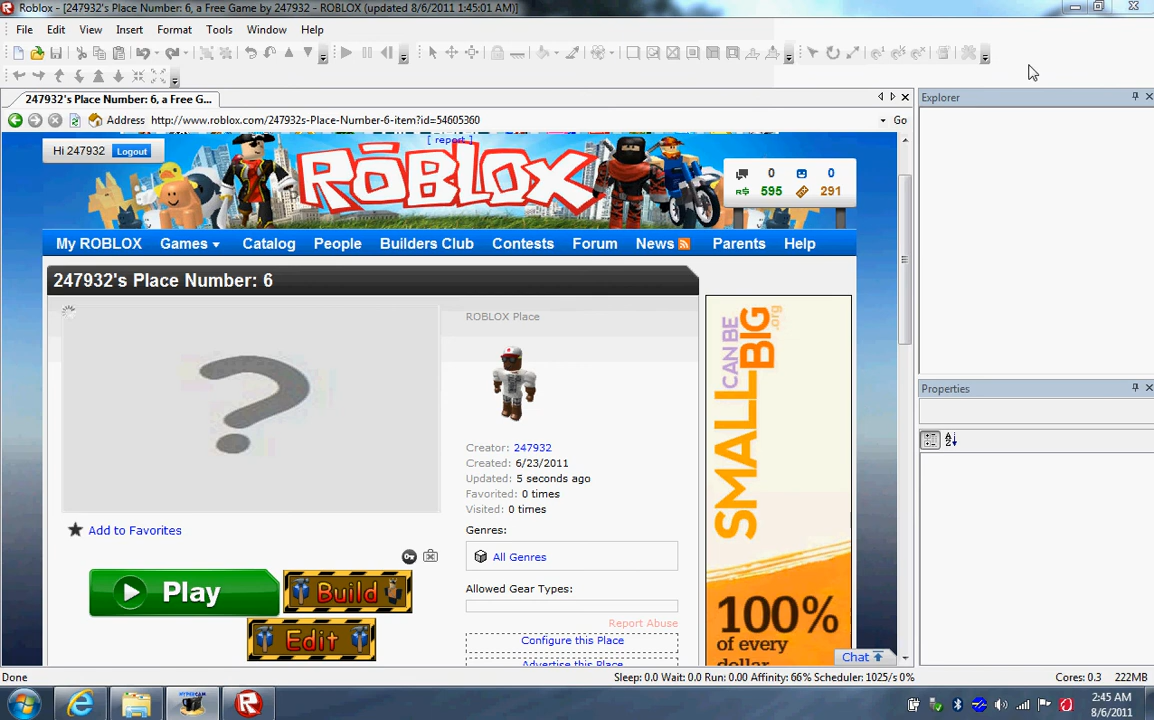 Roblox - [247932's Place Number: 6, a Free Game by 247932 - ROBLOX (updated 8/6/2011 1:45:01 AM)]
File Edit View Insert Format Tools Window Help
247932's Place Number: 6, a Free G...
Explorer
Address http://www.roblox.com/247932s-Place-Number-6-item?id=54605360 Go
[ report ]
Hi 247932 Logout
ROBLOX
0 0
R$ 595 291
My ROBLOX Games Catalog People Builders Club Contests Forum News Parents Help
247932's Place Number: 6
ROBLOX Place
?
Creator: 247932
Created: 6/23/2011
Updated: 5 seconds ago
Favorited: 0 times
Visited: 0 times
Add to Favorites
Genres:
All Genres
Play Build
Edit
Allowed Gear Types:
Report Abuse
Configure this Place
Advertise this Place
SMALL CAN BE BIG .org
100%
of every
dollar
Chat
Properties
Done Sleep: 0.0 Wait: 0.0 Run: 0.00 Affinity: 66% Scheduler: 1025/s 0% Cores: 0.3 222MB
HYPERCAM
2:45 AM
8/6/2011